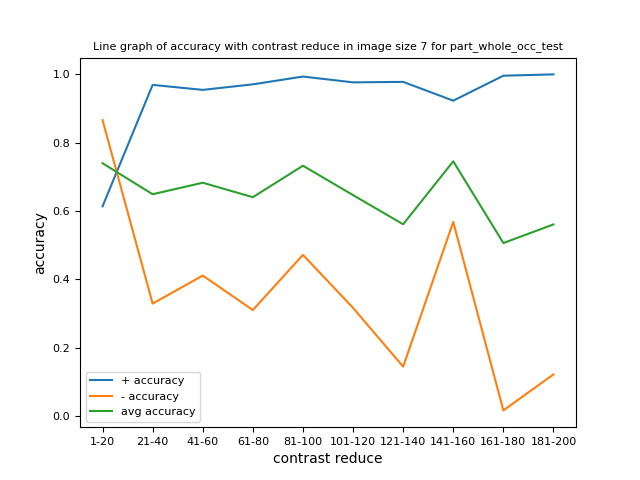 Line graph of accuracy with contrast reduce in image size 7 for part_whole_occ_test
1.0
0.8
0.6
0.4
0.2
0.0
accuracy
+ accuracy
- accuracy
avg accuracy
1-20 21-40 41-60 61-80 81-100 101-120 121-140 141-160 161-180 181-200
contrast reduce